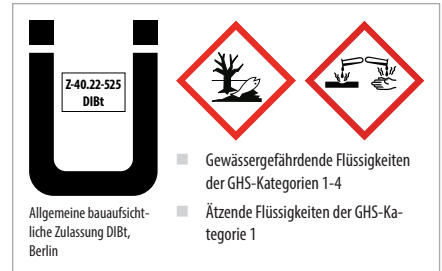 Z-40.22-525
DIBt
Allgemeine bauaufsicht-
liche Zulassung DIBt,
Berlin
Gewässergefährdende Flüssigkeiten
der GHS-Kategorien 1-4
Ätzende Flüssigkeiten der GHS-Ka-
tegorie 1